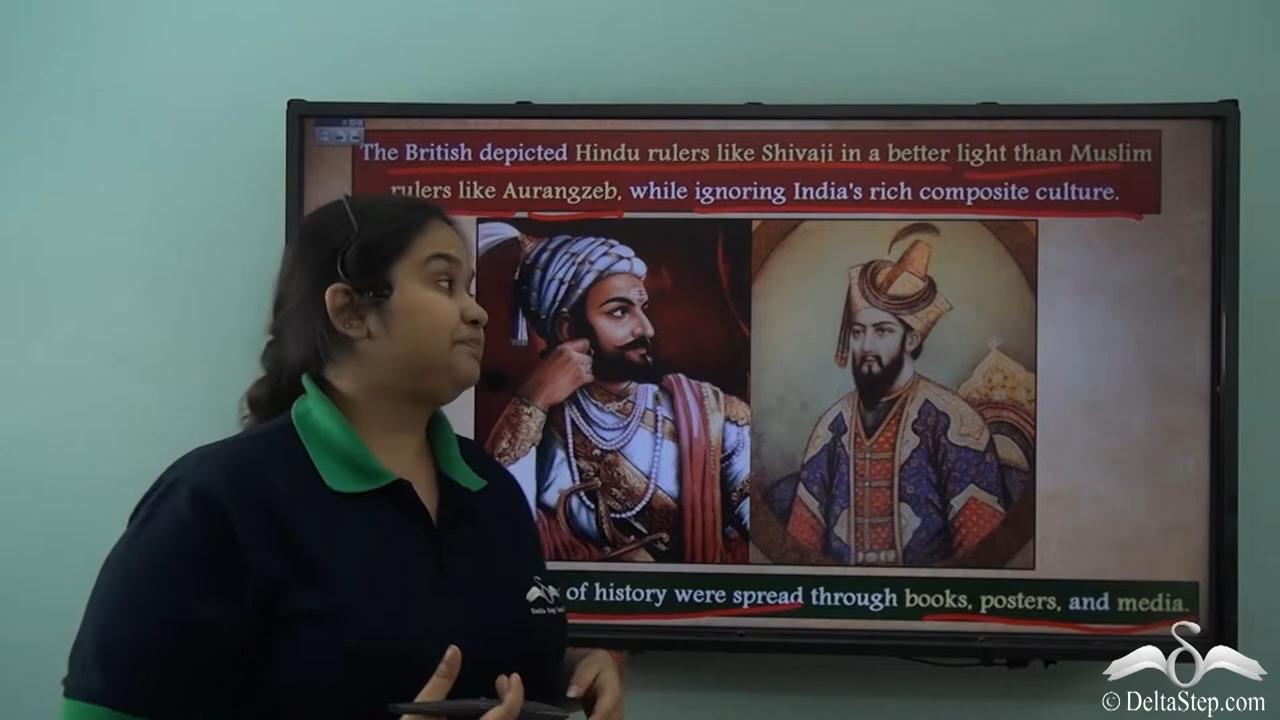 The British depicted Hindu rulers like Shivaji in a better light than Muslim
rulers like Aurangzeb, while ignoring India's rich composite culture.
of history were spread through books, posters, and media.
© DeltaStep.com